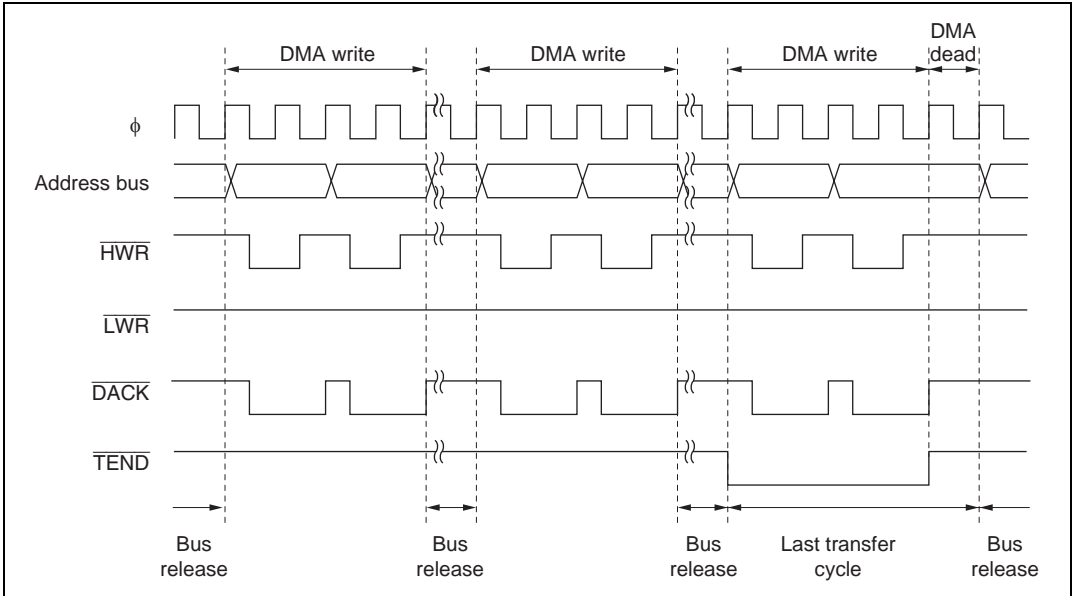 DMA
dead
DMA write
DMA write
DMA write
ϕ
Address bus
HWR
LWR
DACK
TEND
Bus
release
Bus
release
Bus
release
Last transfer
cycle
Bus
release